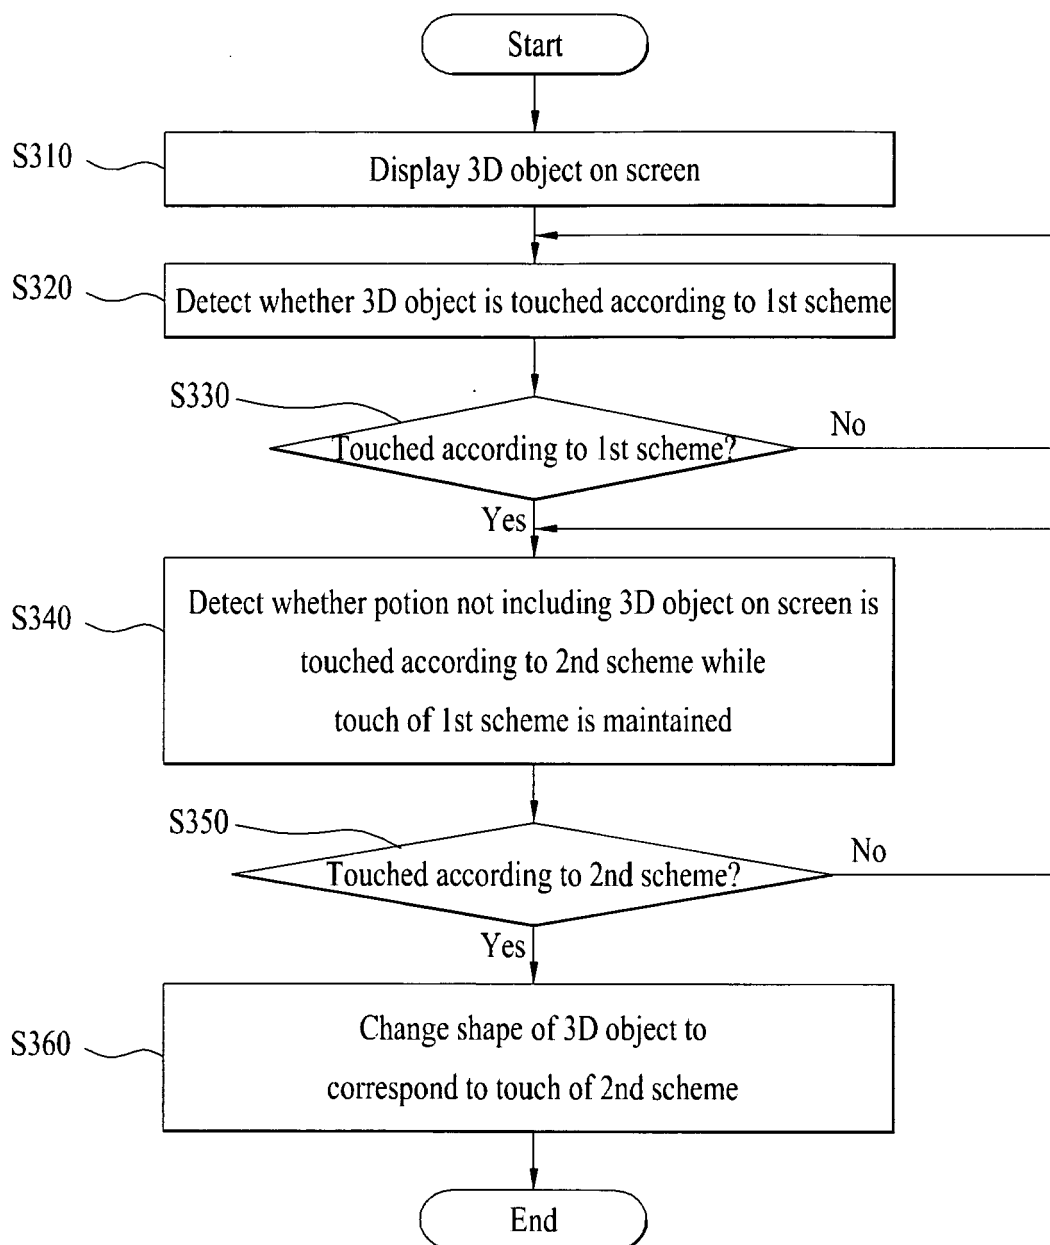 Start
S310
Display 3D object on screen
S320
Detect whether 3D object is touched according to 1st scheme
S330
Touched according to 1st scheme?
No
Yes
S340
Detect whether potion not including 3D object on screen is
touched according to 2nd scheme while
touch of 1st scheme is maintained
S350
Touched according to 2nd scheme?
No
Yes
S360
Change shape of 3D object to
correspond to touch of 2nd scheme
End